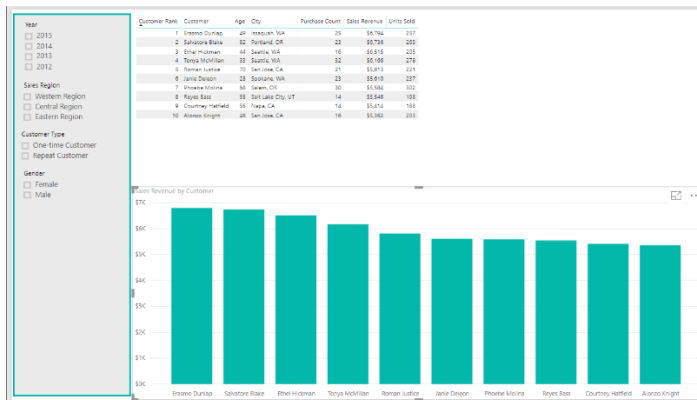 Year
2015
2014
2013
2012
Sales Region
Western Region
Central Region
Eastern Region
Customer Type
One-time Customer
Repeat Customer
Gender
Female
Male
Customer Rank Customer Age City Purchase Count Sales Revenue Units Sold
1 Erasmo Dunlap 49 Issaquah, WA 25 $6,794 257
2 Salvatore Blake 52 Portland, OR 23 $6,736 265
3 Ethel Hickman 44 Seattle, WA 16 $6,515 205
4 Tonya McMillan 33 Seattle, WA 32 $6,166 278
5 Roman Justice 70 San Jose, CA 21 $5,813 221
6 Janie Deleon 28 Spokane, WA 23 $5,610 237
7 Phoebe Molina 68 Salem, OR 30 $5,584 302
8 Reyes Bass 38 Salt Lake City, UT 14 $5,546 198
9 Courtney Hatfield 56 Napa, CA 14 $5,414 188
10 Alonzo Knight 48 San Jose, CA 16 $5,362 203
Sales Revenue by Customer
$7K
$6K
$5K
$4K
$3K
$2K
$1K
$0K
Erasmo Dunlap Salvatore Blake Ethel Hickman Tonya McMillan Roman Justice Janie Deleon Phoebe Molina Reyes Bass Courtney Hatfield Alonzo Knight